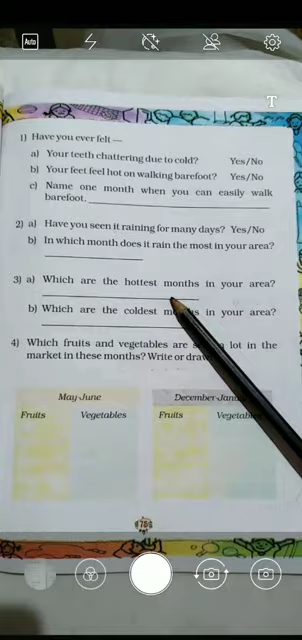 Auto
T
1) Have you ever felt —
a) Your teeth chattering due to cold? Yes/No
b) Your feet feel hot on walking barefoot? Yes/No
c) Name one month when you can easily walk
barefoot.
2) a) Have you seen it raining for many days? Yes/No
b) In which month does it rain the most in your area?
3) a) Which are the hottest months in your area?
b) Which are the coldest in your area?
4) Which fruits and vegetables are a lot in the
market in these months? Write or draw
May-June
December-
Fruits Vegetables Fruits
78